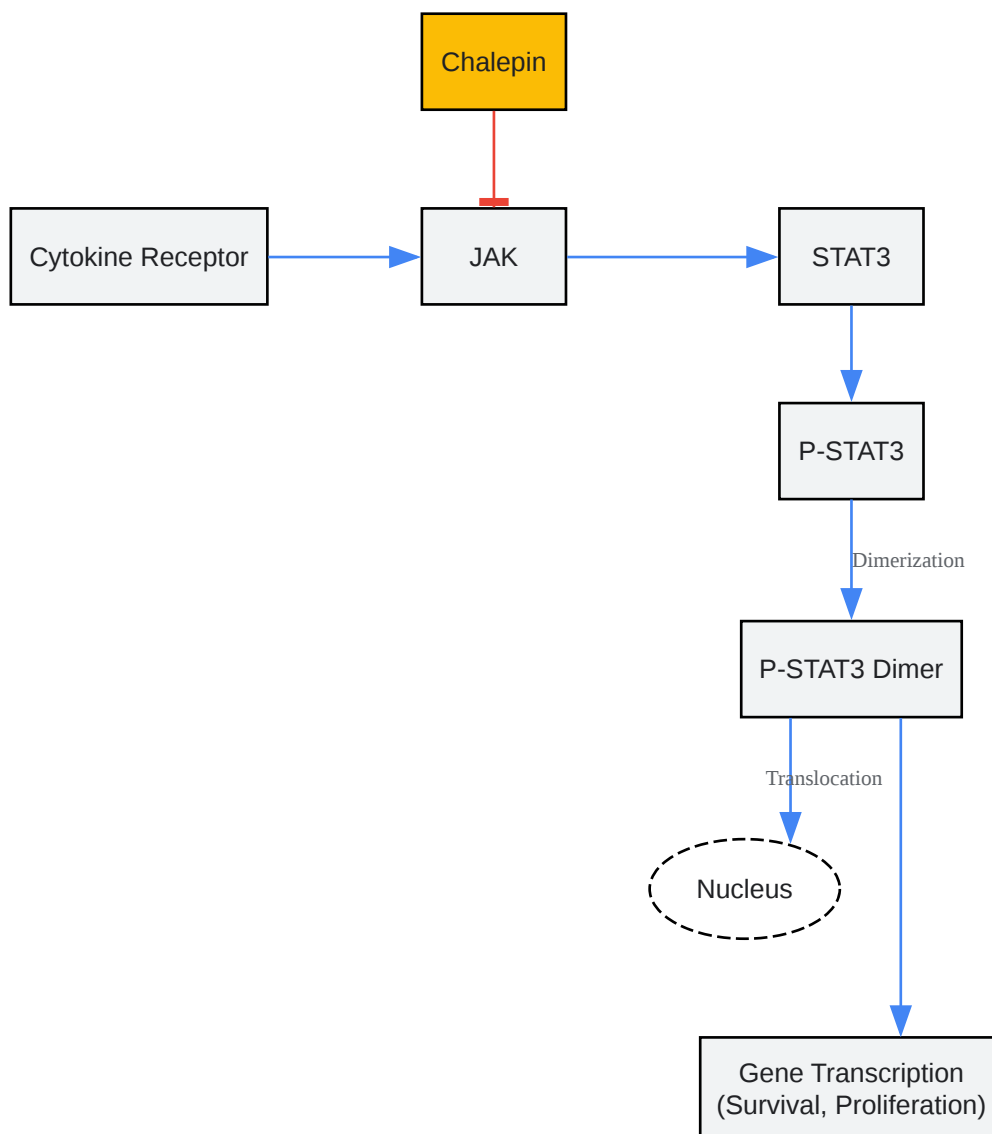 Chalepin
Cytokine Receptor
JAK
STAT3
P-STAT3
Dimerization
P-STAT3 Dimer
Translocation
Nucleus
Gene Transcription
(Survival, Proliferation)